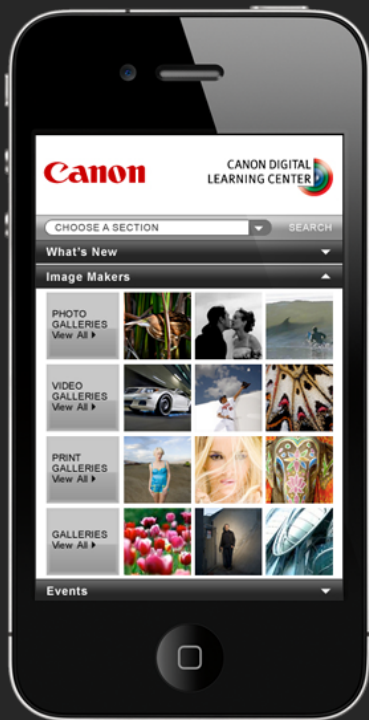 Canon
CANON DIGITAL
LEARNING CENTER
CHOOSE A SECTION
SEARCH
What's New
Image Makers
PHOTO
GALLERIES
View All
VIDEO
GALLERIES
View All
PRINT
GALLERIES
View All
GALLERIES
View All
Events